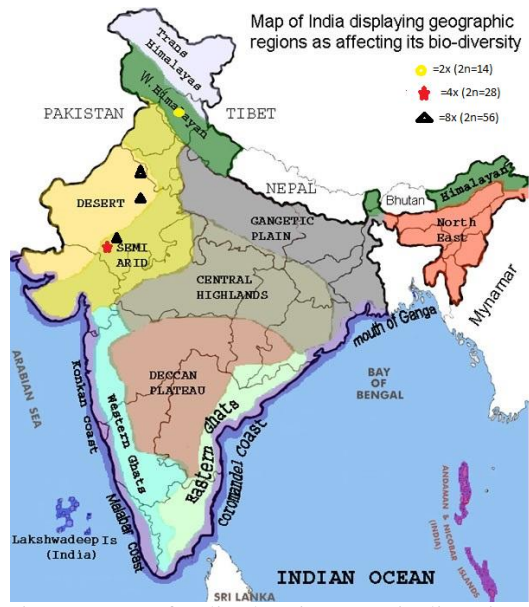 Map of India displaying geographic
regions as affecting its bio-diversity
=2x (2n=14)
=4x (2n=28)
=8x (2n=56)
Trans
Himalayas
W. Himalayan
PAKISTAN
TIBET
NEPAL
Bhutan
Himalayan
North
East
Mynamar
DESERT
SEMI
ARID
GANGETIC
PLAIN
CENTRAL
HIGHLANDS
mouth of Ganga
DECCAN
PLATEAU
BAY
OF
BENGAL
ARABIAN SEA
Konkan coast
Western Ghats
Eastern Ghats
coromandel coast
Malabar coast
Lakshwadeep Is
(India)
ANDAMAN & NICOBAR ISLANDS
(INDIA)
INDIAN OCEAN
SRI LANKA